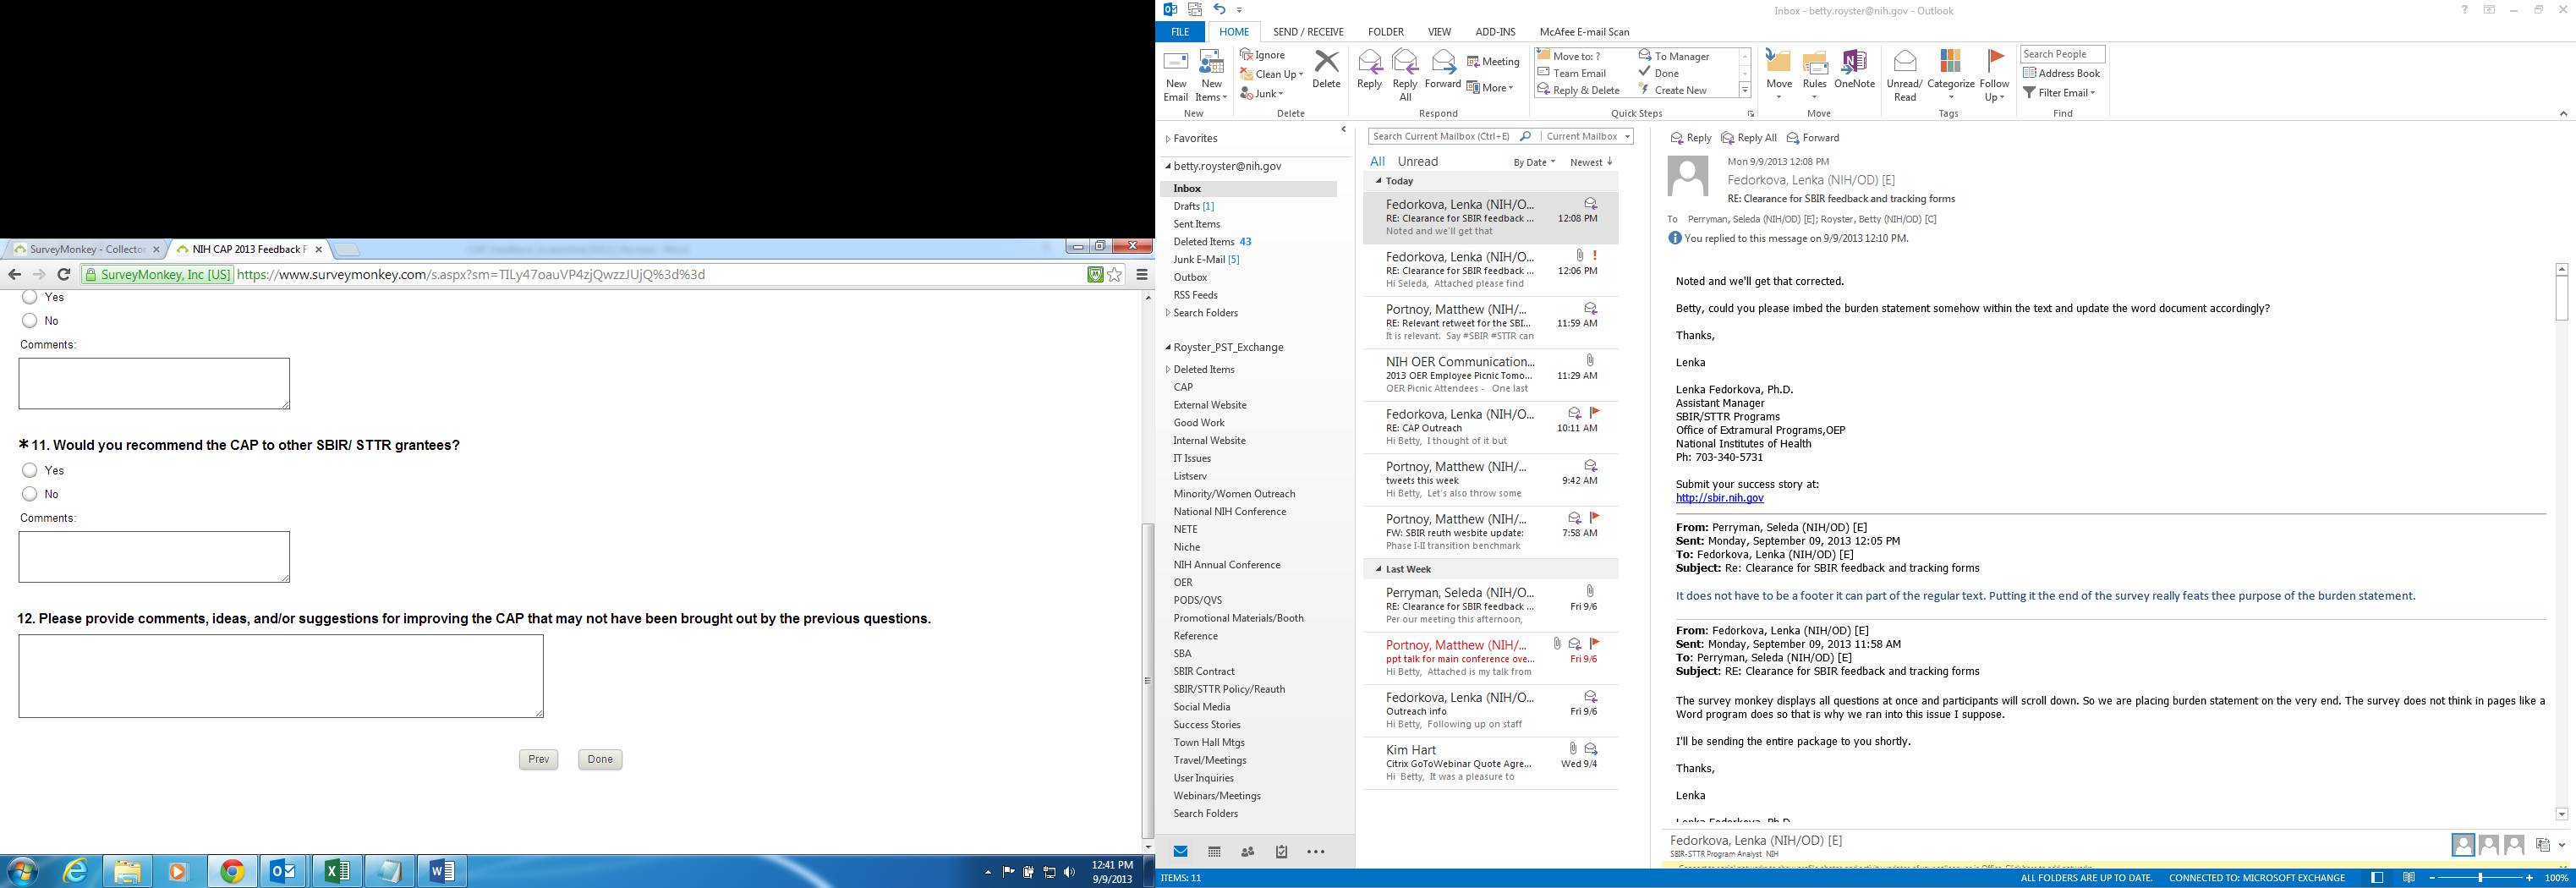 SurveyMonkey - Collector
NIH CAP 2013 Feedback F
SurveyMonkey, Inc [US] https://www.surveymonkey.com/s.aspx?sm=TILy47oauVP4zjQwzzJUjQ%3d%3d
Yes
No
Comments:
*11. Would you recommend the CAP to other SBIR/ STTR grantees?
Yes
No
Comments:
12. Please provide comments, ideas, and/or suggestions for improving the CAP that may not have been brought out by the previous questions.
Prev Done
12:41 PM
9/9/2013
Inbox - betty.royster@nih.gov - Outlook
FILE HOME SEND / RECEIVE FOLDER VIEW ADD-INS McAfee E-mail Scan
New Email
New Items
New
Ignore
Clean Up
Junk
Delete
Delete
Reply
Reply All
Forward
Meeting
More
Respond
Move to: ?
Team Email
Reply & Delete
To Manager
Done
Create New
Quick Steps
Move
Rules
OneNote
Move
Unread/ Read
Categorize
Follow Up
Tags
Search People
Address Book
Filter Email
Find
Favorites
betty.royster@nih.gov
Inbox
Drafts [1]
Sent Items
Deleted Items 43
Junk E-Mail [5]
Outbox
RSS Feeds
Search Folders
Royster_PST_Exchange
Deleted Items
CAP
External Website
Good Work
Internal Website
IT Issues
Listserv
Minority/Women Outreach
National NIH Conference
NETE
Niche
NIH Annual Conference
OER
PODS/QVS
Promotional Materials/Booth
Reference
SBA
SBIR Contract
SBIR/STTR Policy/Reauth
Social Media
Success Stories
Town Hall Mtgs
Travel/Meetings
User Inquiries
Webinars/Meetings
Search Folders
Search Current Mailbox (Ctrl+E) Current Mailbox
All Unread By Date Newest
Today
Fedorkova, Lenka (NIH/O...
RE: Clearance for SBIR feedback ... 12:08 PM
Noted and we'll get that
Fedorkova, Lenka (NIH/O...
RE: Clearance for SBIR feedback ... 12:06 PM
Hi Seleda, Attached please find
Portnoy, Matthew (NIH/...
RE: Relevant retweet for the SBI... 11:59 AM
It is relevant. Say #SBIR #STTR can
NIH OER Communication...
2013 OER Employee Picnic Tomo... 11:29 AM
OER Picnic Attendees - One last
Fedorkova, Lenka (NIH/O...
RE: CAP Outreach 10:11 AM
Hi Betty, I thought of it but
Portnoy, Matthew (NIH/...
tweets this week 9:42 AM
Hi Betty, Let's also throw some
Portnoy, Matthew (NIH/...
FW: SBIR reuth wesbite update: 7:58 AM
Phase I-II transition benchmark
Last Week
Perryman, Seleda (NIH/O...
RE: Clearance for SBIR feedback ... Fri 9/6
Per our meeting this afternoon,
Portnoy, Matthew (NIH/...
ppt talk for main conference ove... Fri 9/6
Hi Betty, Attached is my talk from
Fedorkova, Lenka (NIH/O...
Outreach info Fri 9/6
Hi Betty, Following up on staff
Kim Hart
Citrix GoToWebinar Quote Agre... Wed 9/4
Hi Betty, It was a pleasure to
Reply Reply All Forward
Mon 9/9/2013 12:08 PM
Fedorkova, Lenka (NIH/OD) [E]
RE: Clearance for SBIR feedback and tracking forms
To Perryman, Seleda (NIH/OD) [E]; Royster, Betty (NIH/OD) [C]
You replied to this message on 9/9/2013 12:10 PM.
Noted and we'll get that corrected.
Betty, could you please imbed the burden statement somehow within the text and update the word document accordingly?
Thanks,
Lenka
Lenka Fedorkova, Ph.D.
Assistant Manager
SBIR/STTR Programs
Office of Extramural Programs,OEP
National Institutes of Health
Ph: 703-340-5731
Submit your success story at:
http://sbir.nih.gov
From: Perryman, Seleda (NIH/OD) [E]
Sent: Monday, September 09, 2013 12:05 PM
To: Fedorkova, Lenka (NIH/OD) [E]
Subject: Re: Clearance for SBIR feedback and tracking forms
It does not have to be a footer it can part of the regular text. Putting it the end of the survey really feats thee purpose of the burden statement.
From: Fedorkova, Lenka (NIH/OD) [E]
Sent: Monday, September 09, 2013 11:58 AM
To: Perryman, Seleda (NIH/OD) [E]
Subject: RE: Clearance for SBIR feedback and tracking forms
The survey monkey displays all questions at once and participants will scroll down. So we are placing burden statement on the very end. The survey does not think in pages like a
Word program does so that is why we ran into this issue I suppose.
I'll be sending the entire package to you shortly.
Thanks,
Lenka
Lenka Fedorkova, Ph.D.
Fedorkova, Lenka (NIH/OD) [E]
SBIR-STTR Program Analyst NIH
ITEMS: 11 ALL FOLDERS ARE UP TO DATE. CONNECTED TO: MICROSOFT EXCHANGE 100%